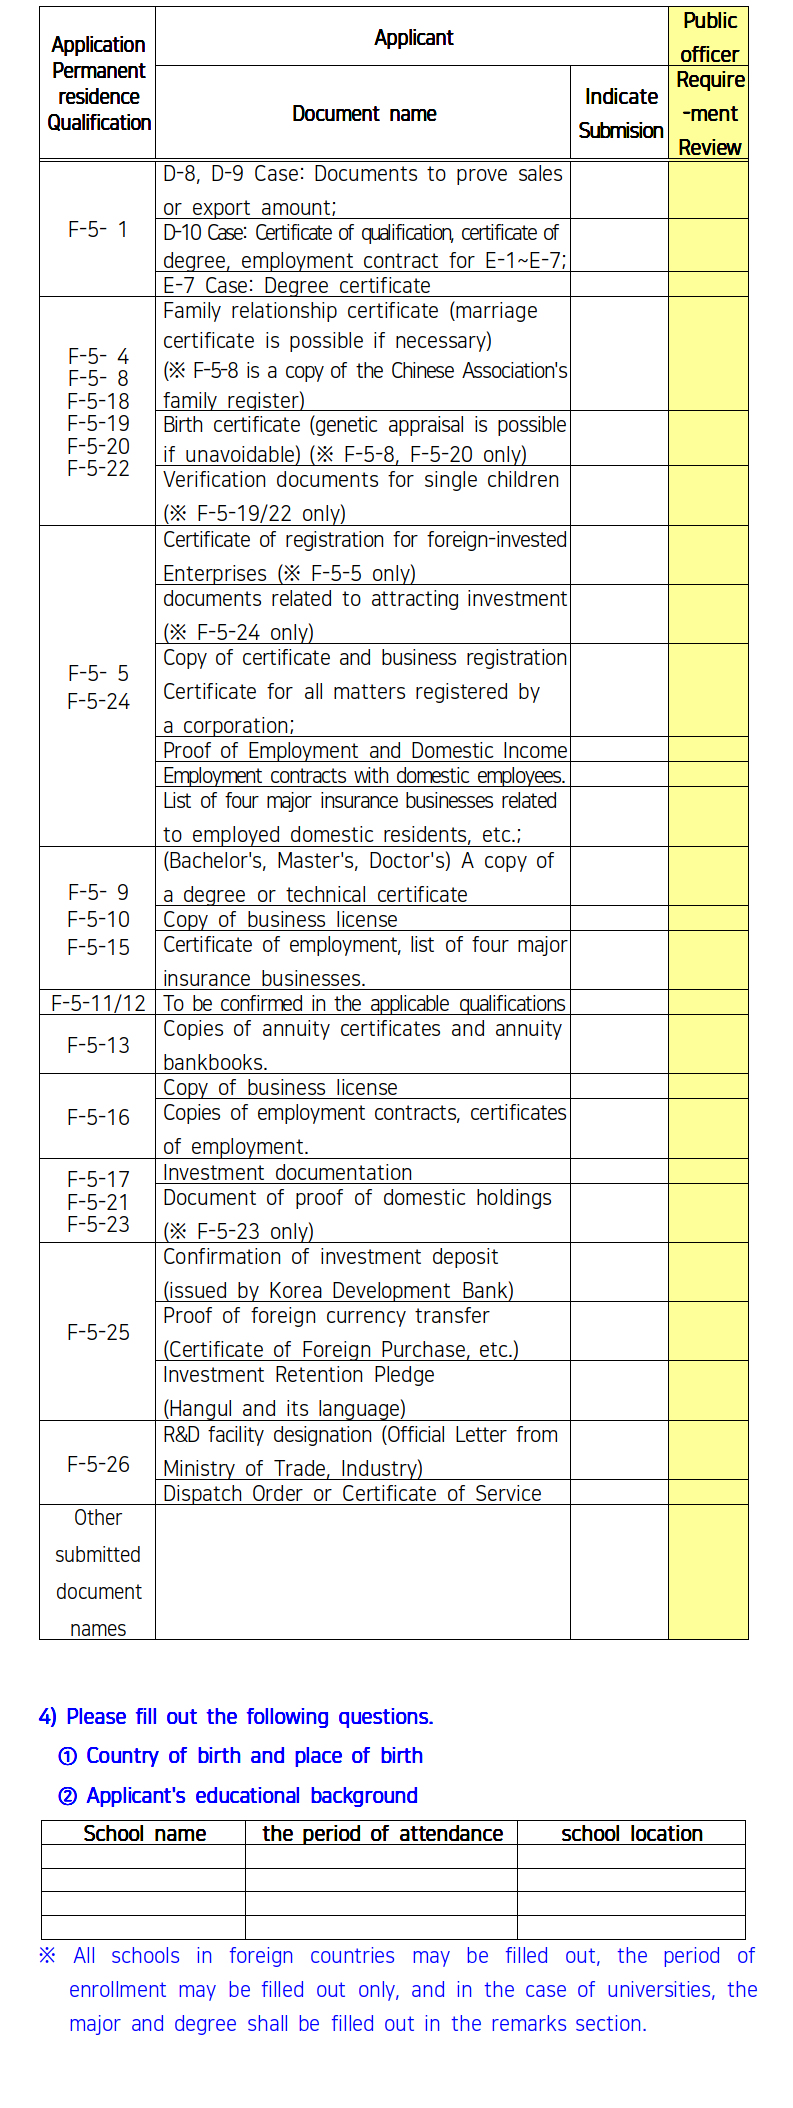 Application
Permanent
residence
Qualification
Applicant
Public
officer
Document name
Indicate
Submision
Require
-ment
Review
F-5- 1
D-8, D-9 Case: Documents to prove sales
or export amount;
D-10 Case: Certificate of qualification, certificate of
degree, employment contract for E-1~E-7;
E-7 Case: Degree certificate
F-5- 4
F-5- 8
F-5-18
F-5-19
F-5-20
F-5-22
Family relationship certificate (marriage
certificate is possible if necessary)
(※ F-5-8 is a copy of the Chinese Association's
family register)
Birth certificate (genetic appraisal is possible
if unavoidable) (※ F-5-8, F-5-20 only)
Verification documents for single children
(※ F-5-19/22 only)
F-5- 5
F-5-24
Certificate of registration for foreign-invested
Enterprises (※ F-5-5 only)
documents related to attracting investment
(※ F-5-24 only)
Copy of certificate and business registration
Certificate for all matters registered by
a corporation;
Proof of Employment and Domestic Income
Employment contracts with domestic employees.
List of four major insurance businesses related
to employed domestic residents, etc.;
F-5- 9
F-5-10
F-5-15
(Bachelor's, Master's, Doctor's) A copy of
a degree or technical certificate
Copy of business license
Certificate of employment, list of four major
insurance businesses.
F-5-11/12
To be confirmed in the applicable qualifications
F-5-13
Copies of annuity certificates and annuity
bankbooks.
F-5-16
Copy of business license
Copies of employment contracts, certificates
of employment.
F-5-17
F-5-21
F-5-23
Investment documentation
Document of proof of domestic holdings
(※ F-5-23 only)
F-5-25
Confirmation of investment deposit
(issued by Korea Development Bank)
Proof of foreign currency transfer
(Certificate of Foreign Purchase, etc.)
Investment Retention Pledge
(Hangul and its language)
F-5-26
R&D facility designation (Official Letter from
Ministry of Trade, Industry)
Dispatch Order or Certificate of Service
Other
submitted
document
names
4) Please fill out the following questions.
① Country of birth and place of birth
② Applicant's educational background
School name
the period of attendance
school location
※ All schools in foreign countries may be filled out, the period of
enrollment may be filled out only, and in the case of universities, the
major and degree shall be filled out in the remarks section.